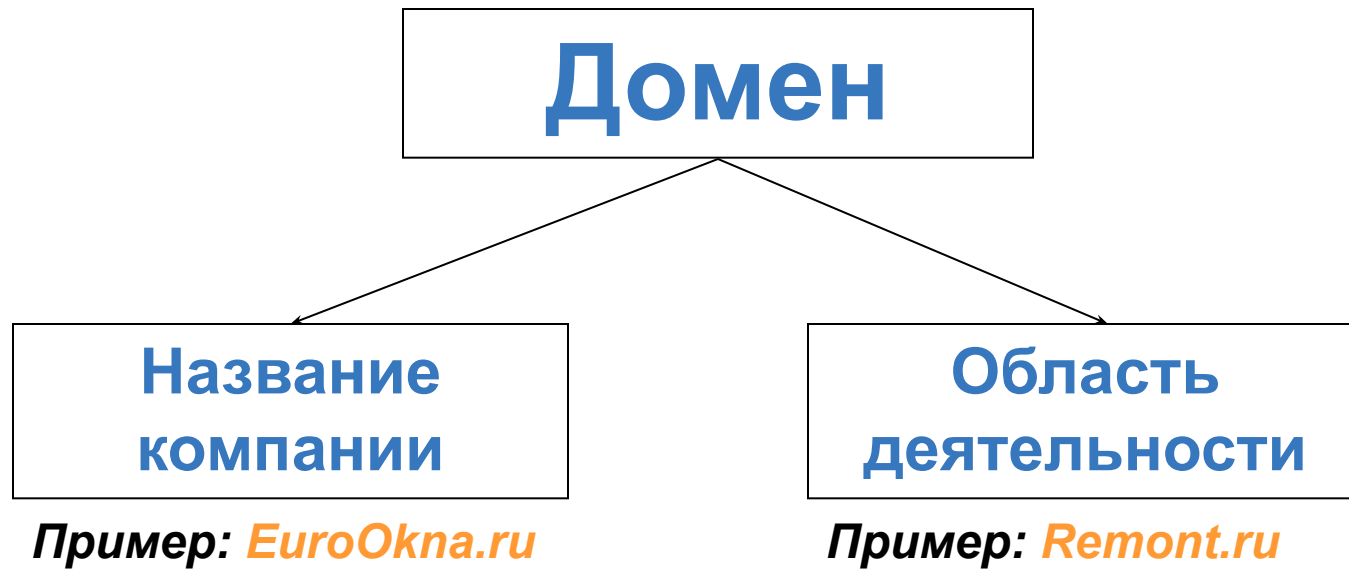 Домен
Название
компании
Область
деятельности
Пример: EuroOkna.ru
Пример: Remont.ru